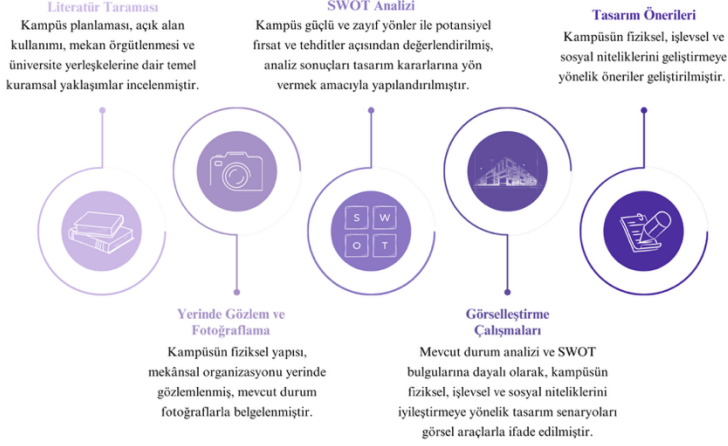 Literatür Taraması
Kampüs planlaması, açık alan
kullanımı, mekan örgütlenmesi ve
üniversite yerleşkelerine dair temel
kuramsal yaklaşımlar incelenmiştir.
SWOT Analizi
Kampüs güçlü ve zayıf yönler ile potansiyel
fırsat ve tehditler açısından değerlendirilmiş,
analiz sonuçları tasarım kararlarına yön
vermek amacıyla yapılandırılmıştır.
Tasarım Önerileri
Kampüsün fiziksel, işlevsel ve
sosyal niteliklerini geliştirmeye
yönelik öneriler geliştirilmiştir.
S W
O T
Yerinde Gözlem ve
Fotoğraflama
Kampüsün fiziksel yapısı,
mekânsal organizasyonu yerinde
gözlemlenmiş, mevcut durum
fotoğraflarla belgelenmiştir.
Görselleştirme
Çalışmaları
Mevcut durum analizi ve SWOT
bulgularına dayalı olarak, kampüsün
fiziksel, işlevsel ve sosyal niteliklerini
iyileştirmeye yönelik tasarım senaryoları
görsel araçlarla ifade edilmiştir.